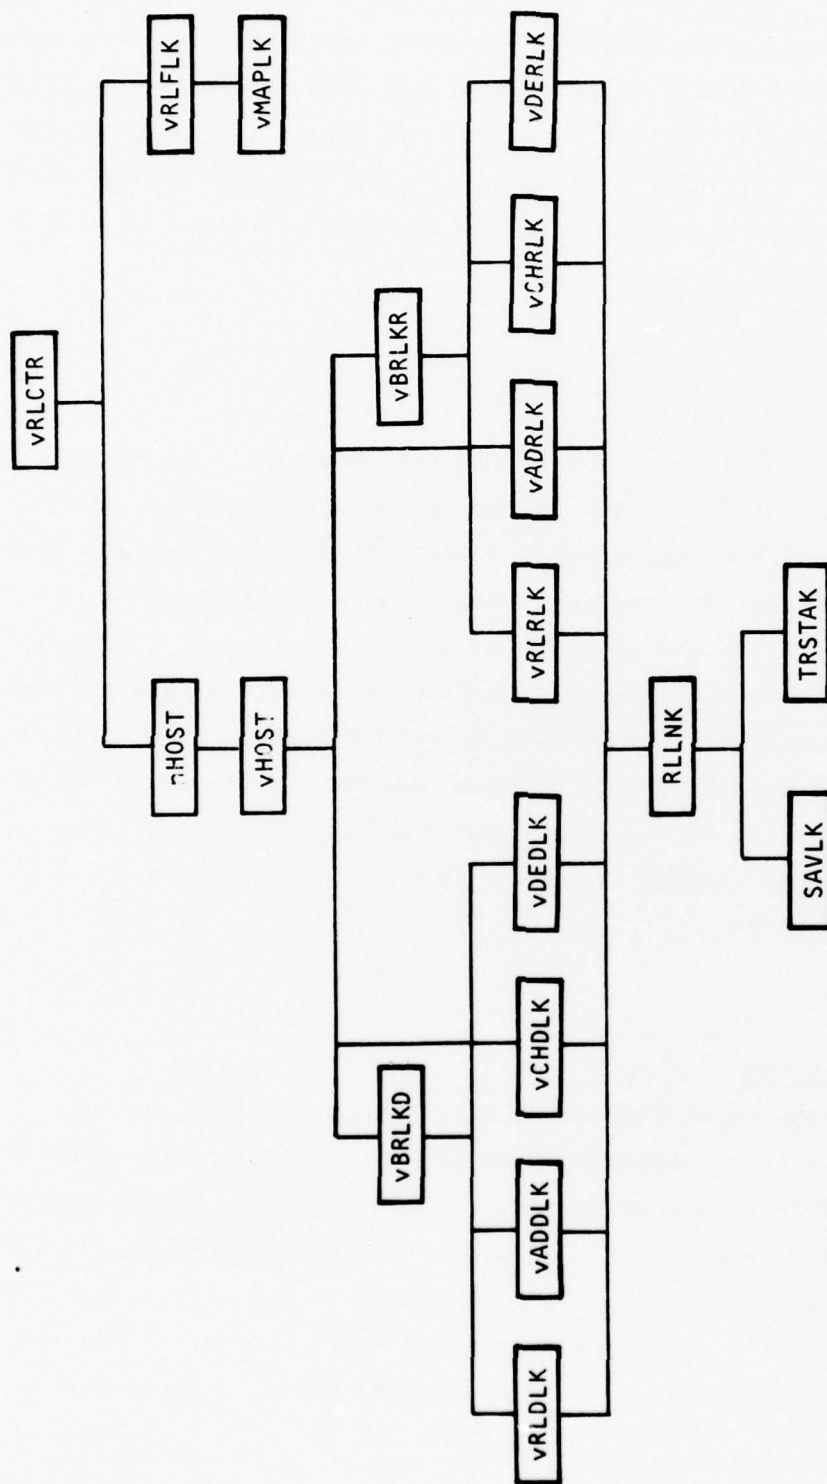 vRLCTR
vRLFLK
vMAPLK
nHOST
vHOST
vBRLKD
vBRLKR
vRLDLK
vADDLK
vCHDLK
vDEDLK
vRLRLK
vADRLK
vCHRLK
vDERLK
RLLNK
SAVLK
TRSTAK